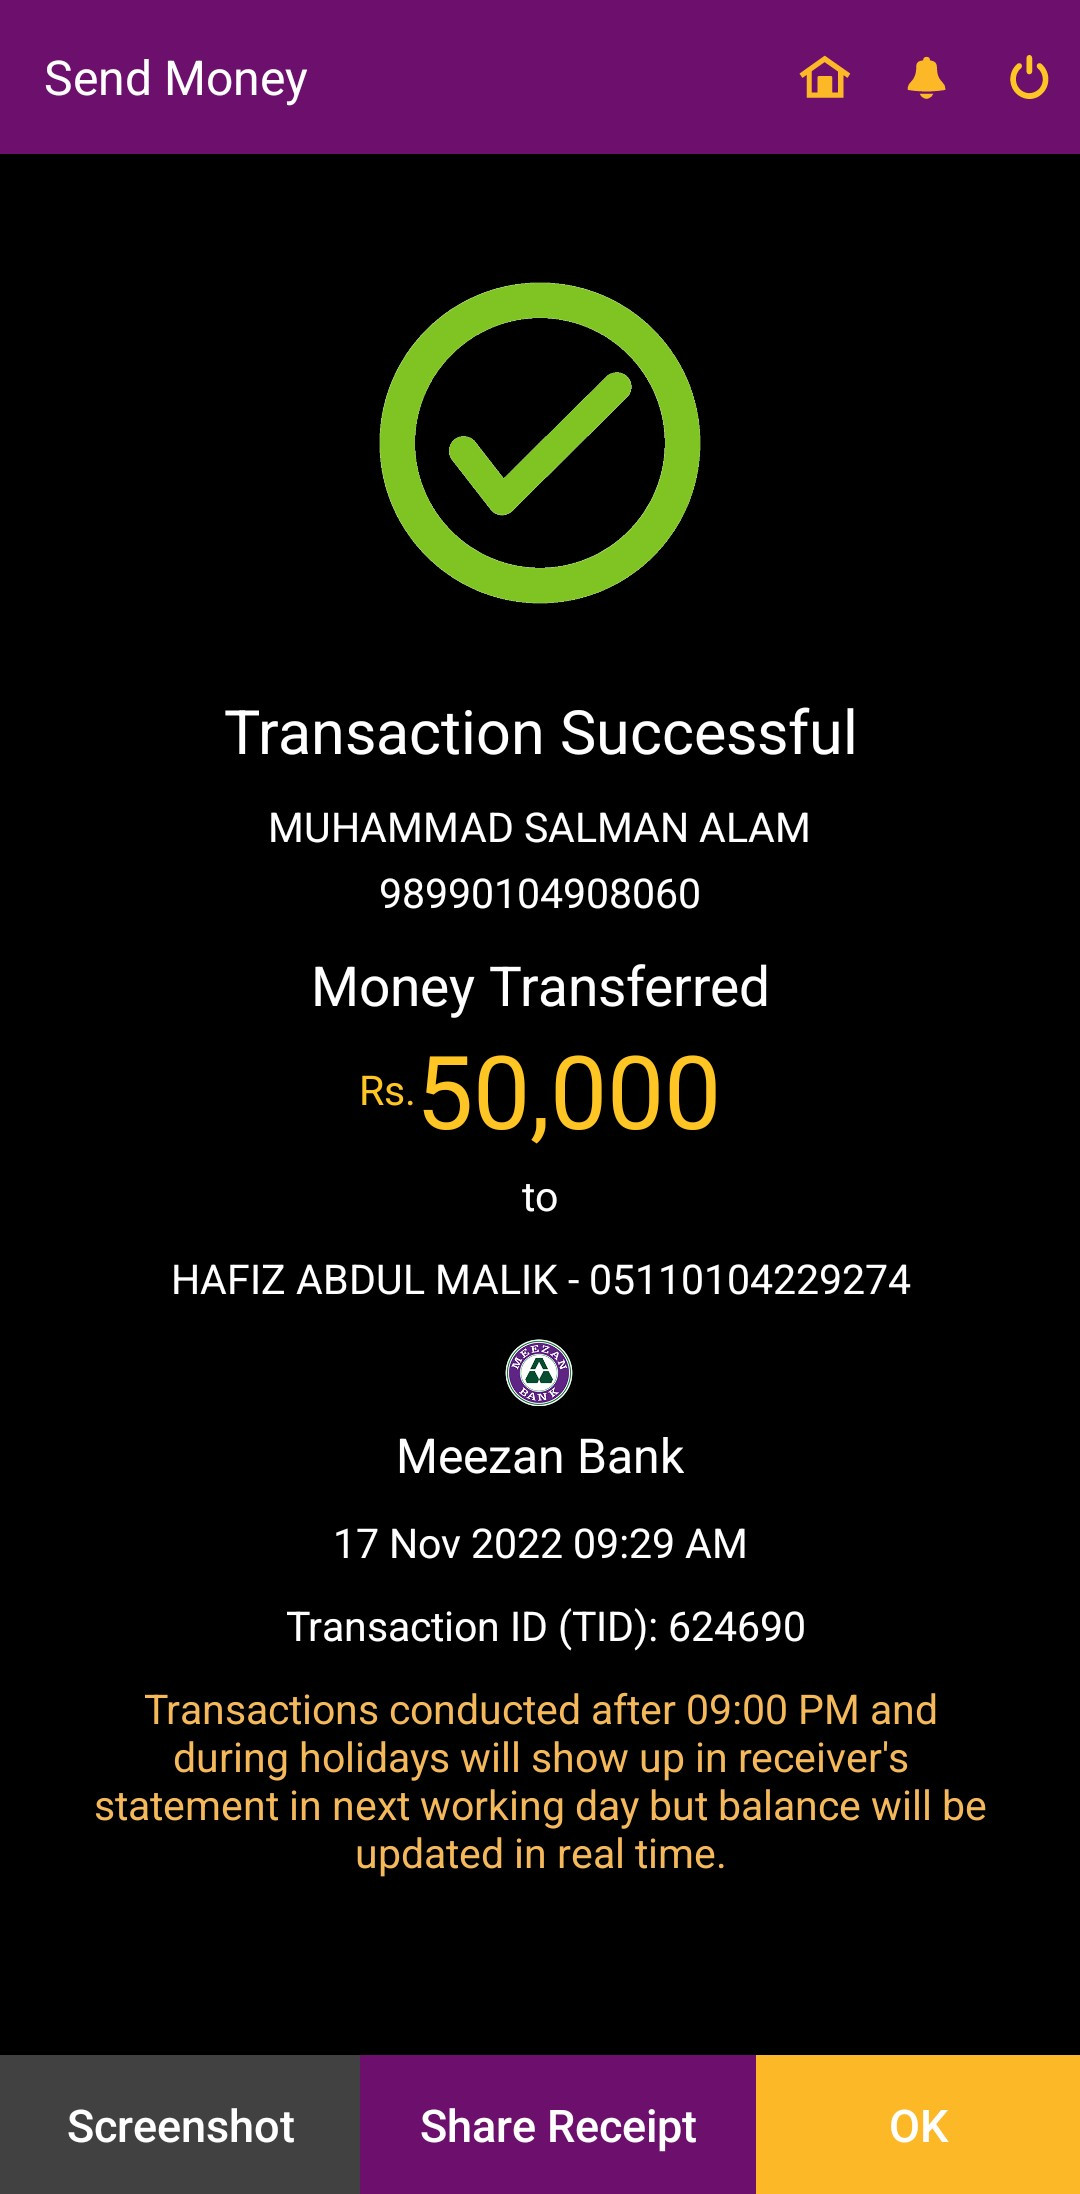 Send Money
Transaction Successful
MUHAMMAD SALMAN ALAM
98990104908060
Money Transferred
Rs.50,000
to
HAFIZ ABDUL MALIK - 05110104229274
MEEZAN
BANK
Meezan Bank
17 Nov 2022 09:29 AM
Transaction ID (TID): 624690
Transactions conducted after 09:00 PM and
during holidays will show up in receiver's
statement in next working day but balance will be
updated in real time.
Screenshot
Share Receipt
OK